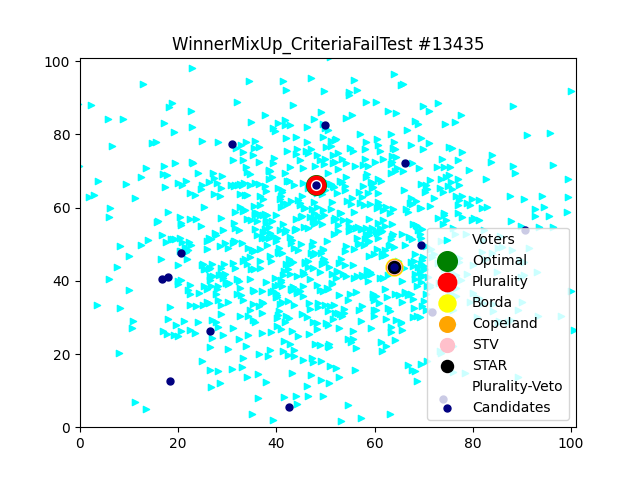 WinnerMixUp_CriteriaFailTest #13435
100
80
60
40
20
0
0
20
40
60
80
100
Voters
Optimal
Plurality
Borda
Copeland
STV
STAR
Plurality-Veto
Candidates